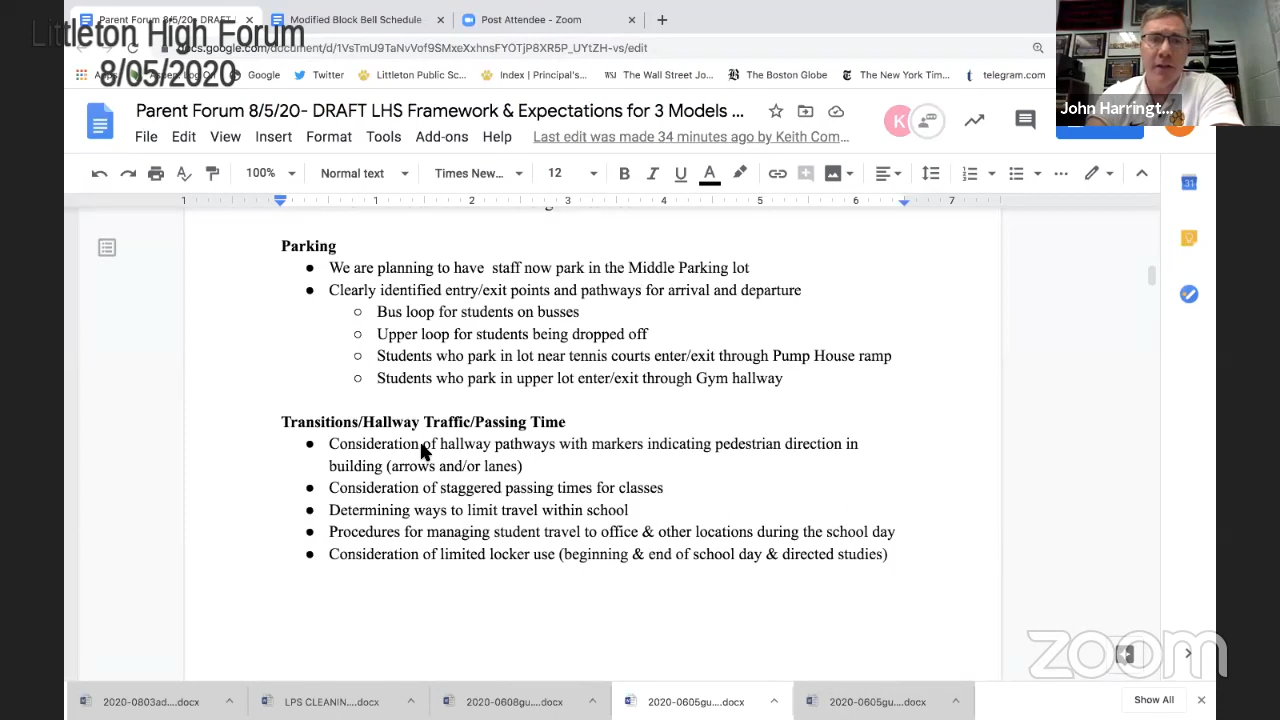 Parent Forum 8/5/20- DRAFT
Modified Block Bell Schedule
Post Attendee - Zoom
Littleton High Forum
8/05/2020
Google
Twitter
Littleton Public Sc...
Index | Principal's...
The Wall Street Jo...
The Boston Globe
The New York Tim...
telegram.com
John Harringt...
Parent Forum 8/5/20- DRAFT LHS Framework & Expectations for 3 Models ...
File Edit View Insert Format Tools Add-ons Help Last edit was made 34 minutes ago by Keith Com...
K
100% Normal text Times New... 12
1 1 2 3 4 5 6 7
31
Parking
● We are planning to have  staff now park in the Middle Parking lot
● Clearly identified entry/exit points and pathways for arrival and departure
○ Bus loop for students on busses
○ Upper loop for students being dropped off
○ Students who park in lot near tennis courts enter/exit through Pump House ramp
○ Students who park in upper lot enter/exit through Gym hallway
Transitions/Hallway Traffic/Passing Time
● Consideration of hallway pathways with markers indicating pedestrian direction in
building (arrows and/or lanes)
● Consideration of staggered passing times for classes
● Determining ways to limit travel within school
● Procedures for managing student travel to office & other locations during the school day
● Consideration of limited locker use (beginning & end of school day & directed studies)
zoom
2020-0803ad....docx
LPS CLEANIN....docx
2020-0608gu....docx
2020-0605gu....docx
2020-0605gu....docx
Show All